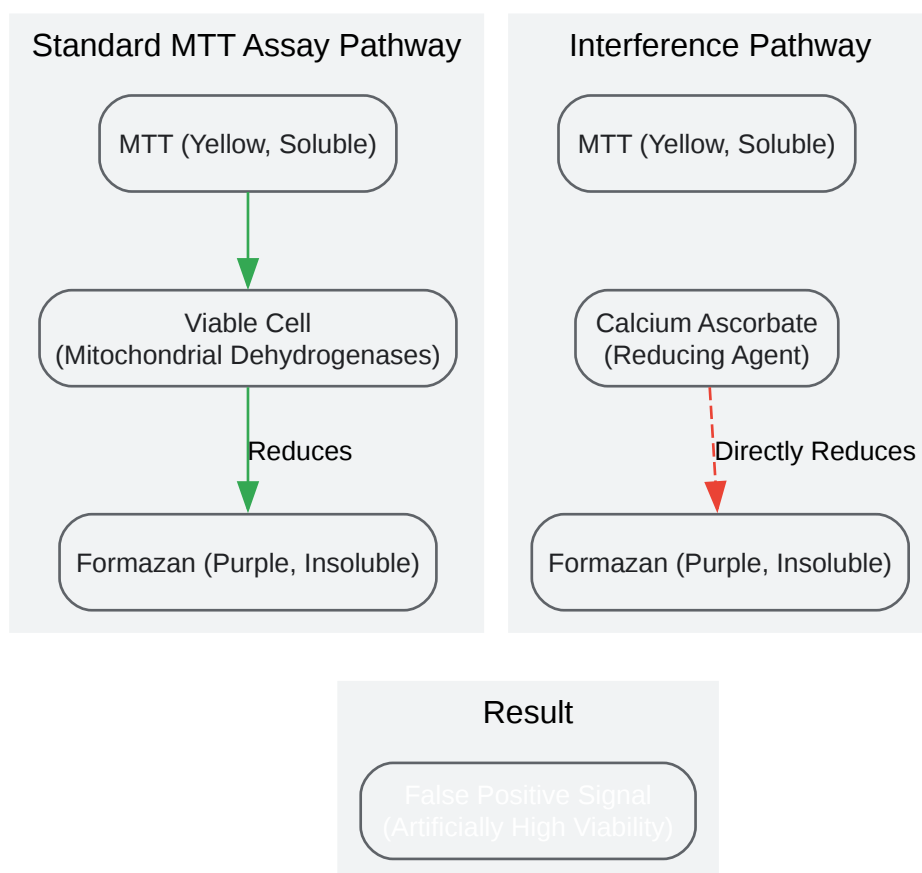 Standard MTT Assay Pathway
MTT (Yellow, Soluble)
Viable Cell
(Mitochondrial Dehydrogenases)
Reduces
Formazan (Purple, Insoluble)
Interference Pathway
MTT (Yellow, Soluble)
Calcium Ascorbate
(Reducing Agent)
Directly Reduces
Formazan (Purple, Insoluble)
Result
False Positive Signal
(Artificially High Viability)